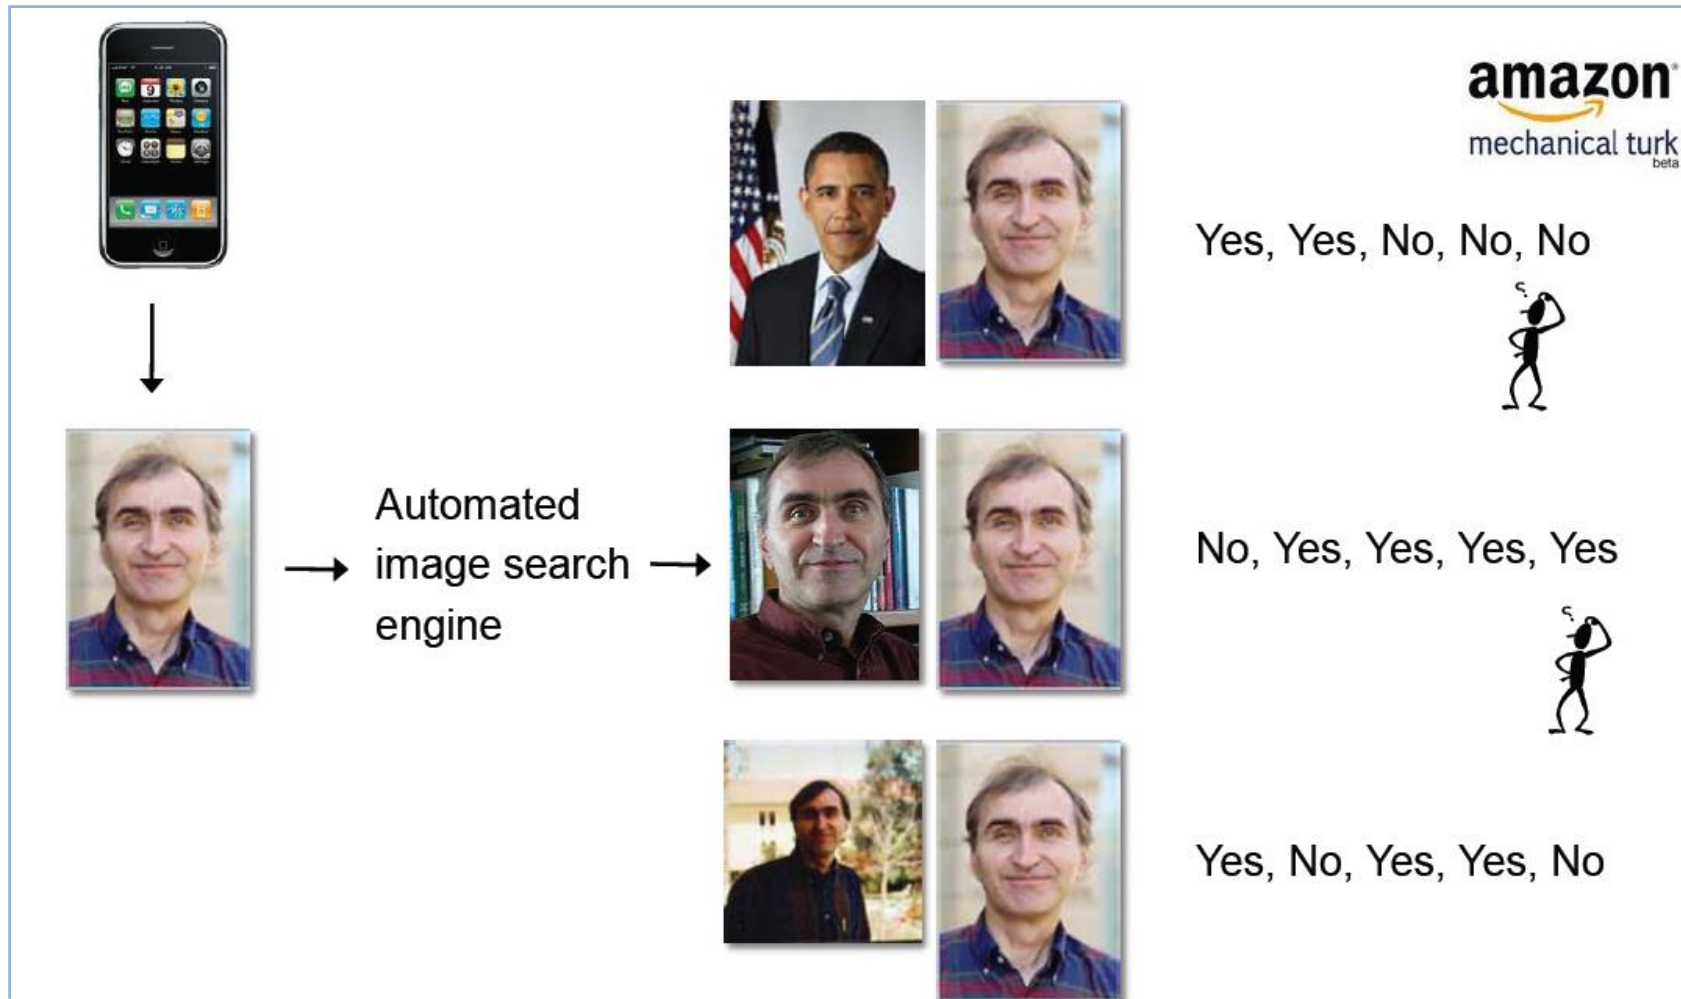 amazon®
mechanical turk
beta
9
Yes, Yes, No, No, No
Automated
image search
engine
No, Yes, Yes, Yes, Yes
Yes, No, Yes, Yes, No